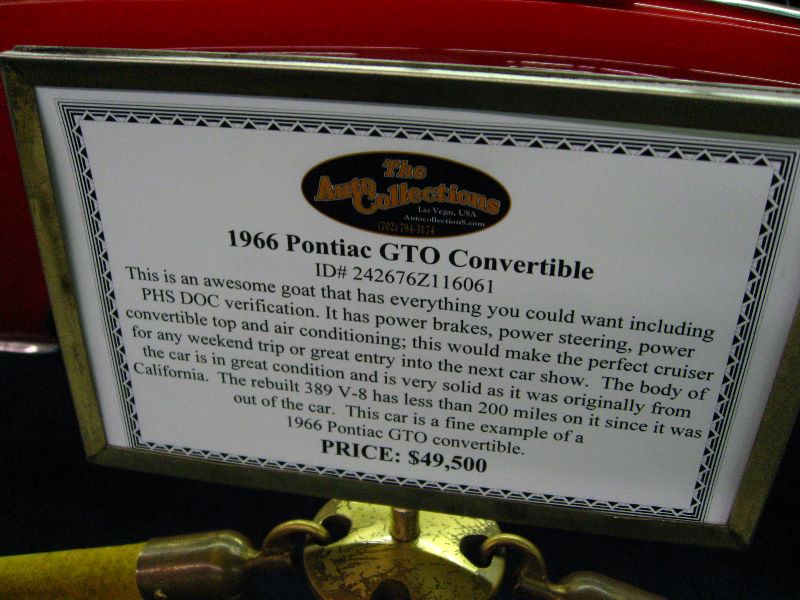 The
Auto Collections
Las Vegas, USA
AutocollectionS.com
(702) 794-3174
1966 Pontiac GTO Convertible
ID# 242676Z116061
This is an awesome goat that has everything you could want including
PHS DOC verification. It has power brakes, power steering, power
convertible top and air conditioning; this would make the perfect cruiser
for any weekend trip or great entry into the next car show. The body of
the car is in great condition and is very solid as it was originally from
California. The rebuilt 389 V-8 has less than 200 miles on it since it was
out of the car. This car is a fine example of a
1966 Pontiac GTO convertible.
PRICE: $49,500